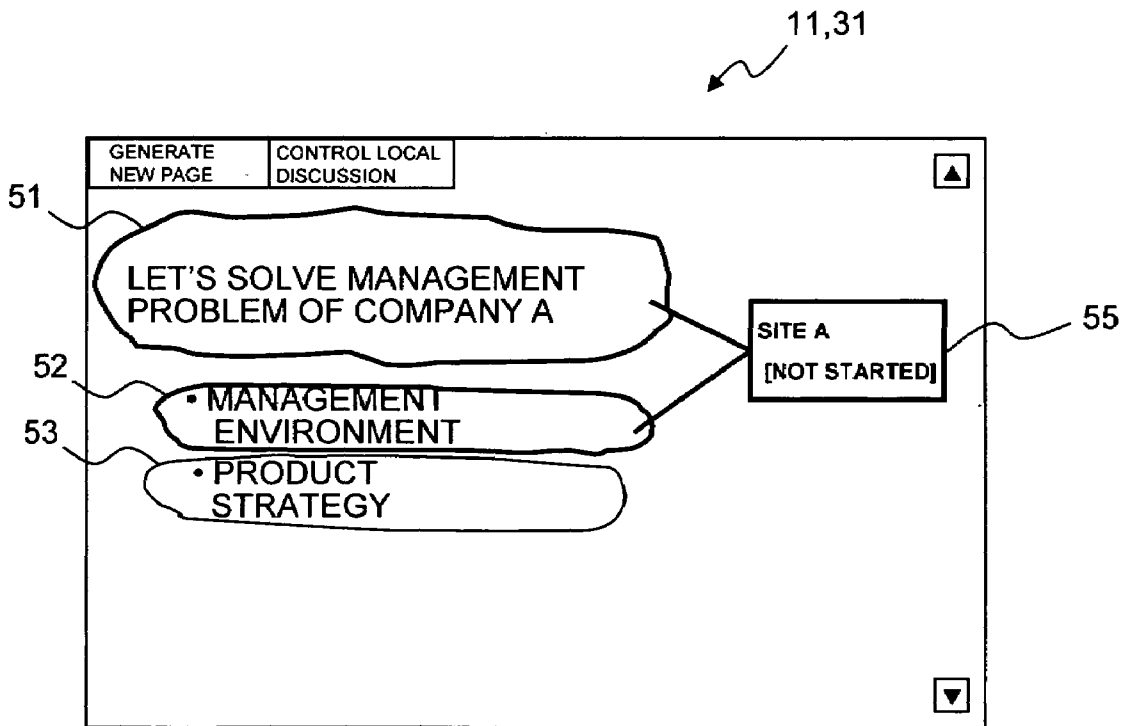 11,31
GENERATE
NEW PAGE
CONTROL LOCAL
DISCUSSION
51
LET'S SOLVE MANAGEMENT
PROBLEM OF COMPANY A
SITE A
[NOT STARTED]
55
52
• MANAGEMENT
ENVIRONMENT
53
• PRODUCT
STRATEGY